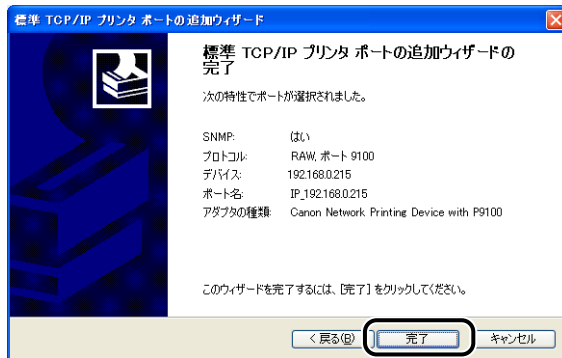 標準 TCP/IP プリンタ ポートの追加ウィザード
標準 TCP/IP プリンタ ポートの追加ウィザードの
完了
次の特性でポートが選択されました。
SNMP: はい
プロトコル: RAW, ポート 9100
デバイス: 192.168.0.215
ポート名: IP_192.168.0.215
アダプタの種類: Canon Network Printing Device with P9100
このウィザードを完了するには、[完了] をクリックしてください。
< 戻る(B) 完了 キャンセル